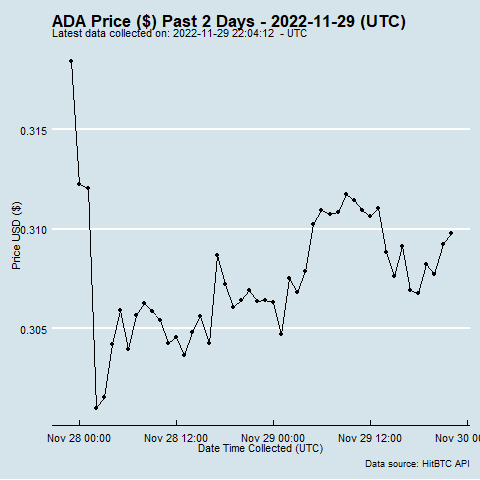 ADA Price ($) Past 2 Days - 2022-11-29 (UTC)
Latest data collected on: 2022-11-29 22:04:12 - UTC
0.315
0.310
0.305
Price USD ($)
Nov 28 00:00 Nov 28 12:00 Nov 29 00:00 Nov 29 12:00 Nov 30 00
Date Time Collected (UTC)
Data source: HitBTC API